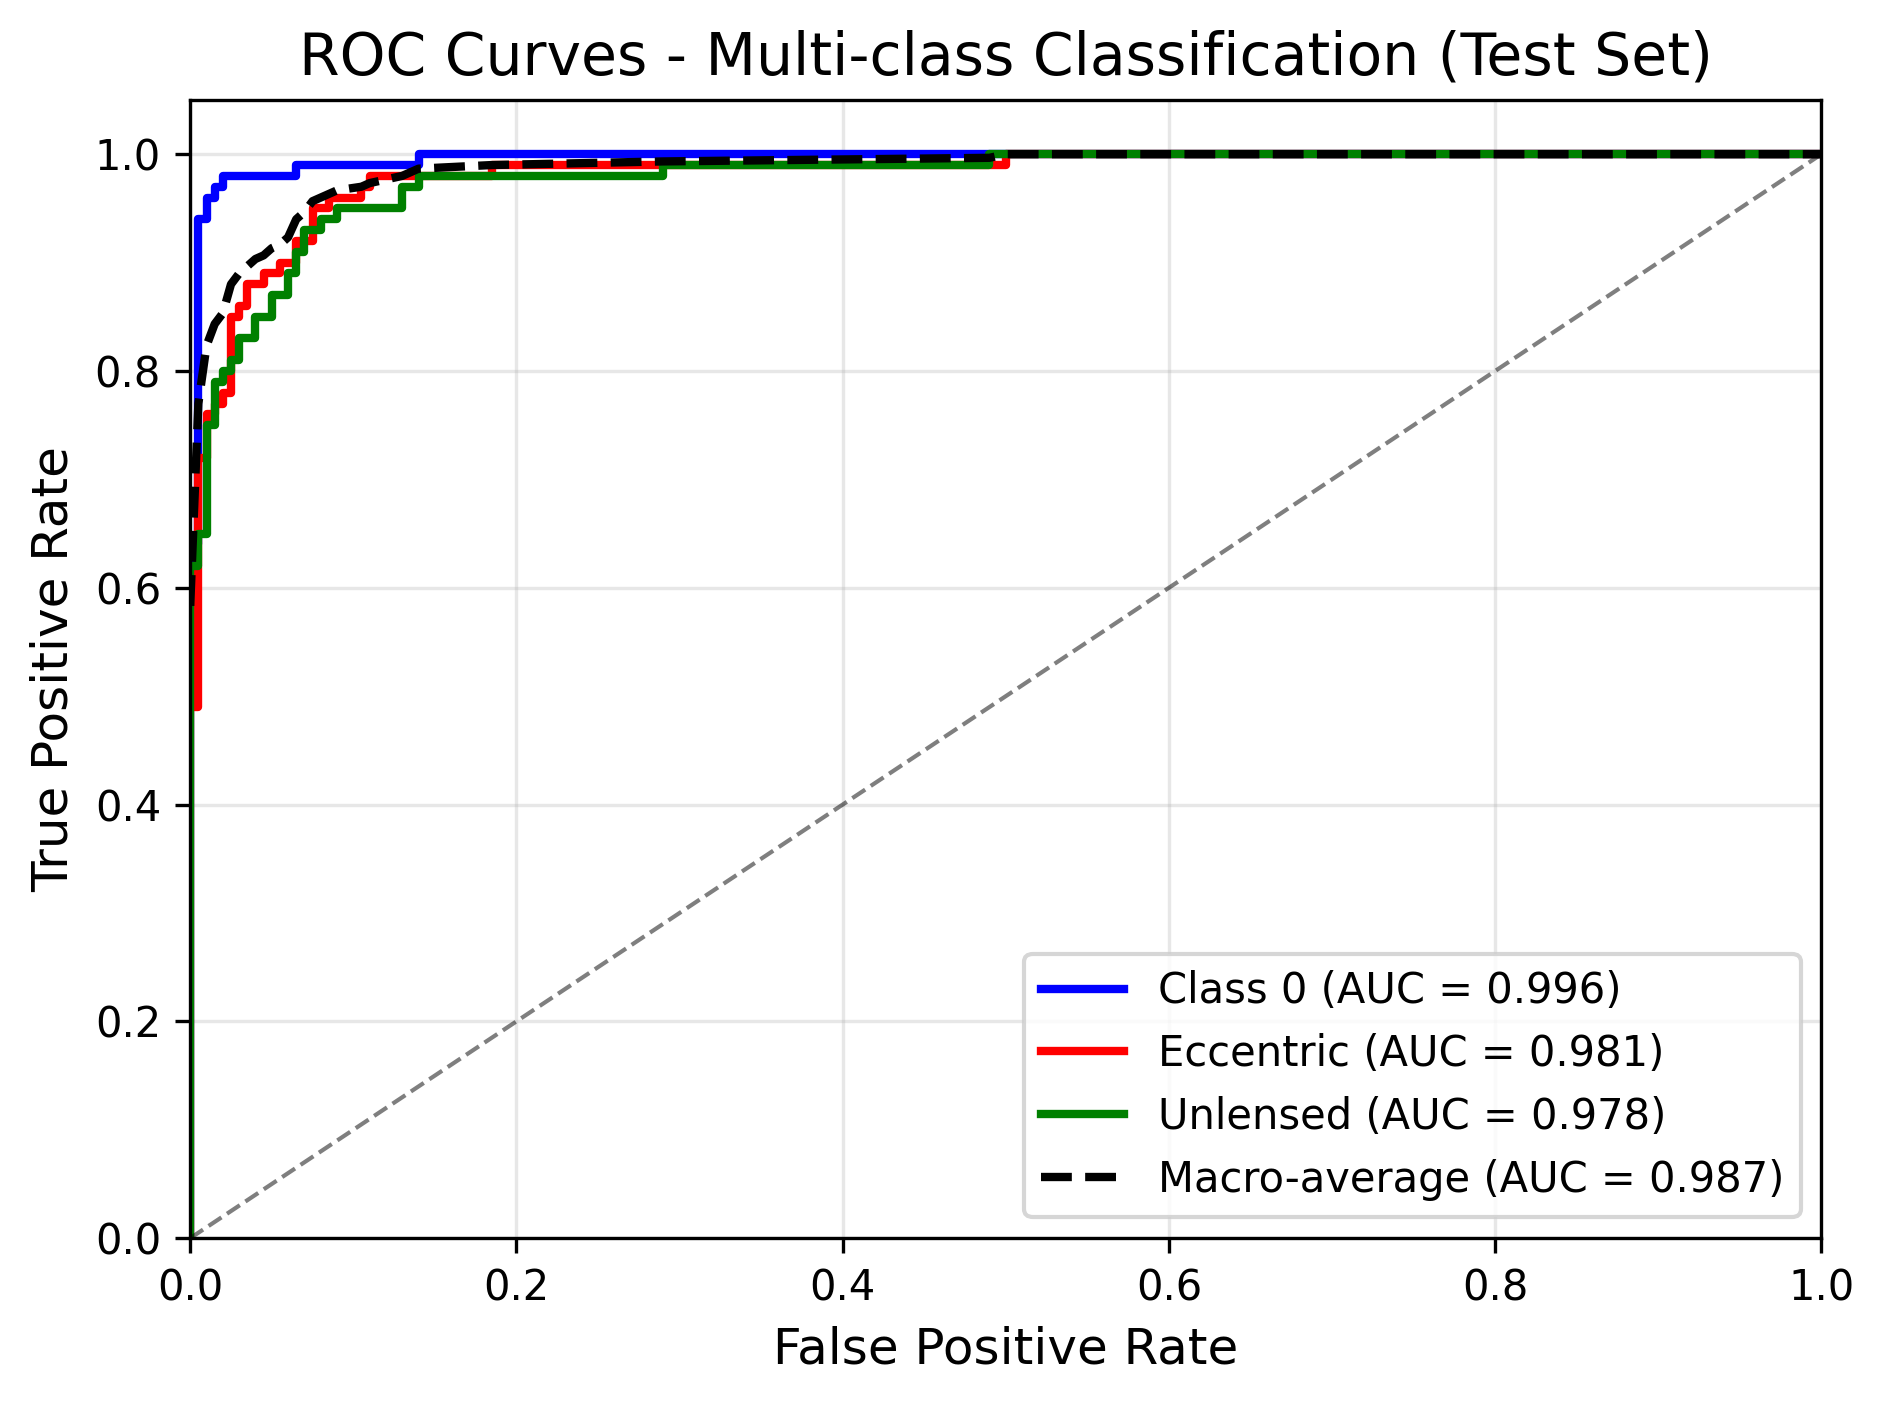 ROC Curves - Multi-class Classification (Test Set)
True Positive Rate
1.0
0.8
0.6
0.4
0.2
0.0
0.0 0.2 0.4 0.6 0.8 1.0
False Positive Rate
Class 0 (AUC = 0.996)
Eccentric (AUC = 0.981)
Unlensed (AUC = 0.978)
Macro-average (AUC = 0.987)